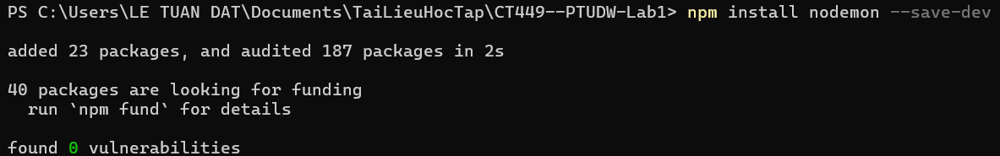 PS C:\Users\LE TUAN DAT\Documents\TaiLieuHocTap\CT449--PTUDW-Lab1> npm install nodemon --save-dev
added 23 packages, and audited 187 packages in 2s
40 packages are looking for funding
  run `npm fund` for details
found 0 vulnerabilities